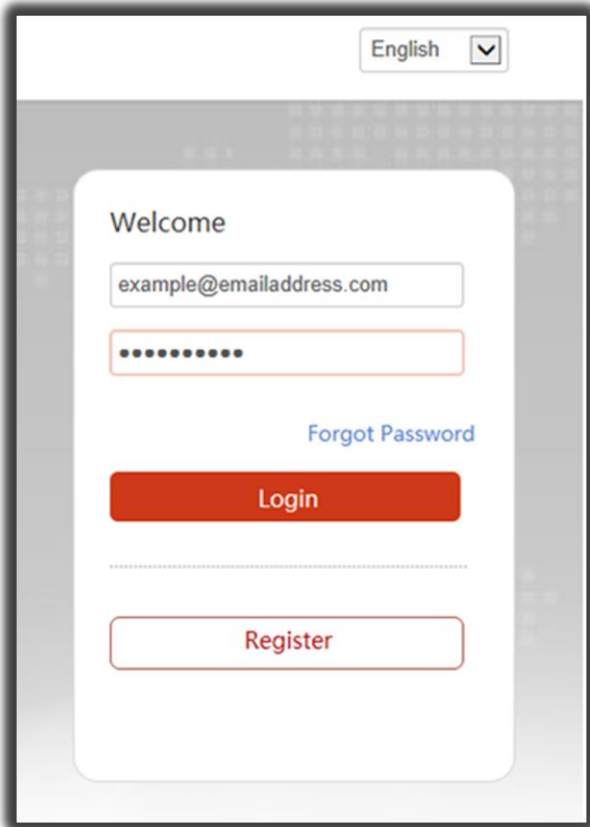 English
Welcome
example@emailaddress.com
••••••••••
Forgot Password
Login
Register